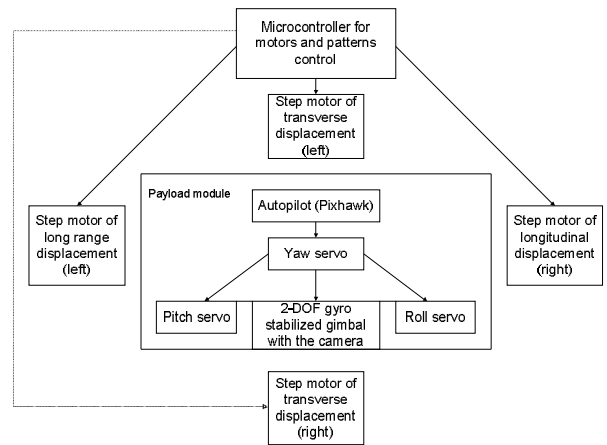 Microcontroller for
motors and patterns
control
Step motor of
transverse
displacement
(left)
Payload module
Autopilot (Pixhawk)
Step motor of
long range
displacement
(left)
Yaw servo
Step motor of
longitudinal
displacement
(right)
Pitch servo
2-DOF gyro
stabilized gimbal
with the camera
Roll servo
Step motor of
transverse
displacement
(right)